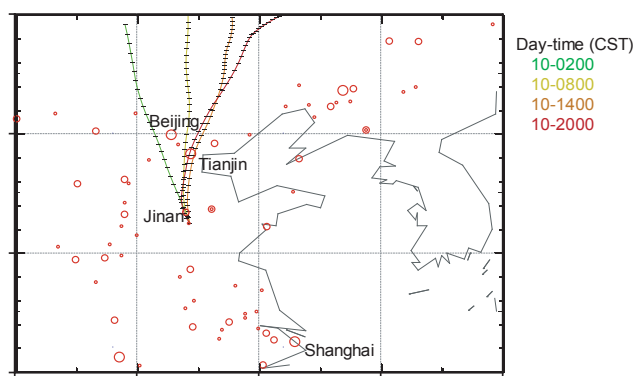 Day-time (CST)
10-0200
10-0800
10-1400
10-2000
Beijing
Tianjin
Jinan
Shanghai